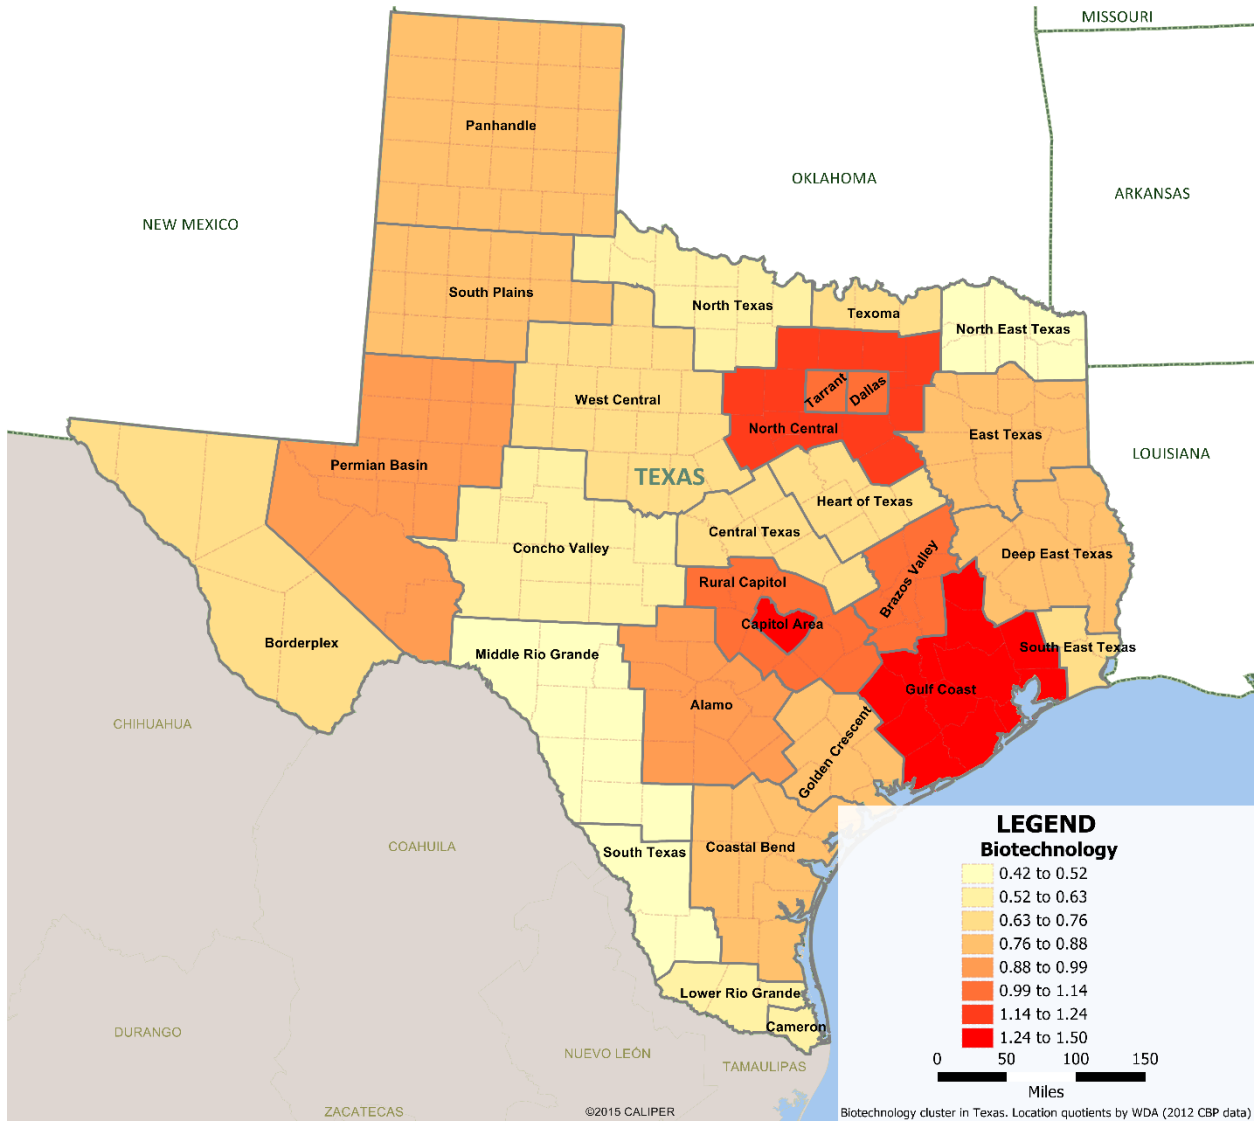 MISSOURI
Panhandle
OKLAHOMA
ARKANSAS
NEW MEXICO
South Plains
North Texas
Texoma
North East Texas
West Central
Tarrant
Dallas
North Central
East Texas
LOUISIANA
Permian Basin
TEXAS
Heart of Texas
Central Texas
Concho Valley
Deep East Texas
Brazos Valley
Rural Capitol
Capitol Area
Borderplex
Middle Rio Grande
South East Texas
Gulf Coast
Alamo
CHIHUAHUA
Golden Crescent
COAHUILA
South Texas
Coastal Bend
Lower Rio Grande
Cameron
DURANGO
NUEVO LEÓN
TAMAULIPAS
ZACATECAS
©2015 CALIPER
LEGEND
Biotechnology
0.42 to 0.52
0.52 to 0.63
0.63 to 0.76
0.76 to 0.88
0.88 to 0.99
0.99 to 1.14
1.14 to 1.24
1.24 to 1.50
0 50 100 150
Miles
Biotechnology cluster in Texas. Location quotients by WDA (2012 CBP data)